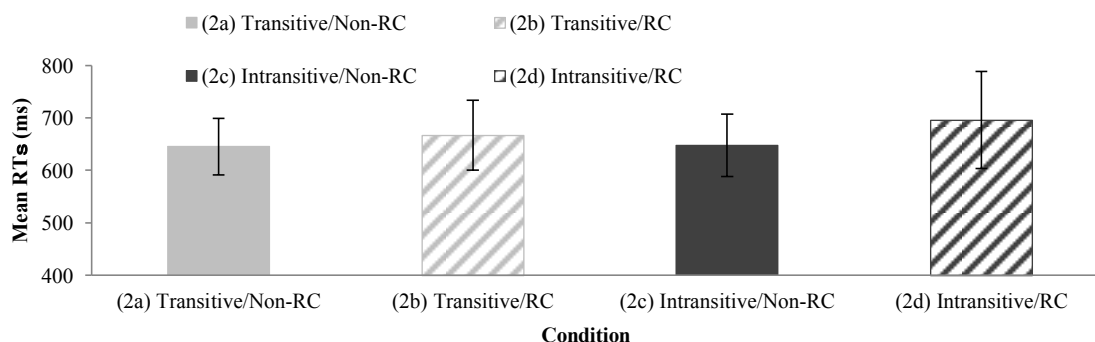 (2a) Transitive/Non-RC (2b) Transitive/RC
(2c) Intransitive/Non-RC (2d) Intransitive/RC
Mean RTs (ms)
800
700
600
500
400
(2a) Transitive/Non-RC (2b) Transitive/RC (2c) Intransitive/Non-RC (2d) Intransitive/RC
Condition